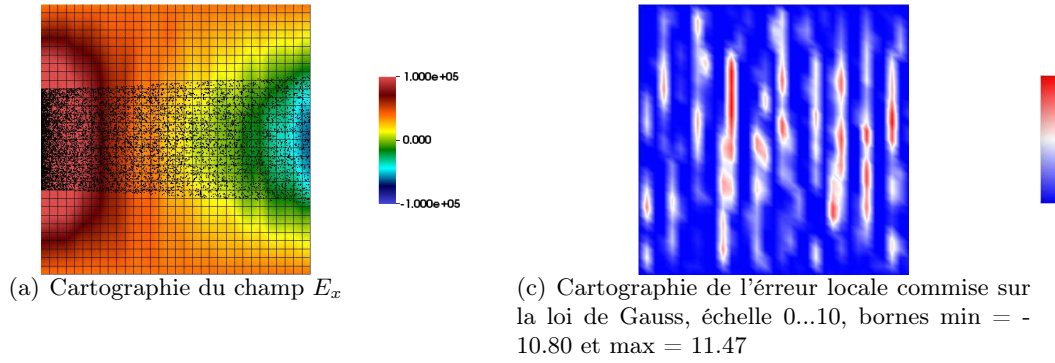 1.000e+05
0.000
-1.000e+05
(a) Cartographie du champ Ex
(c) Cartographie de l'érreur locale commise sur
la loi de Gauss, échelle 0...10, bornes min = -
10.80 et max = 11.47